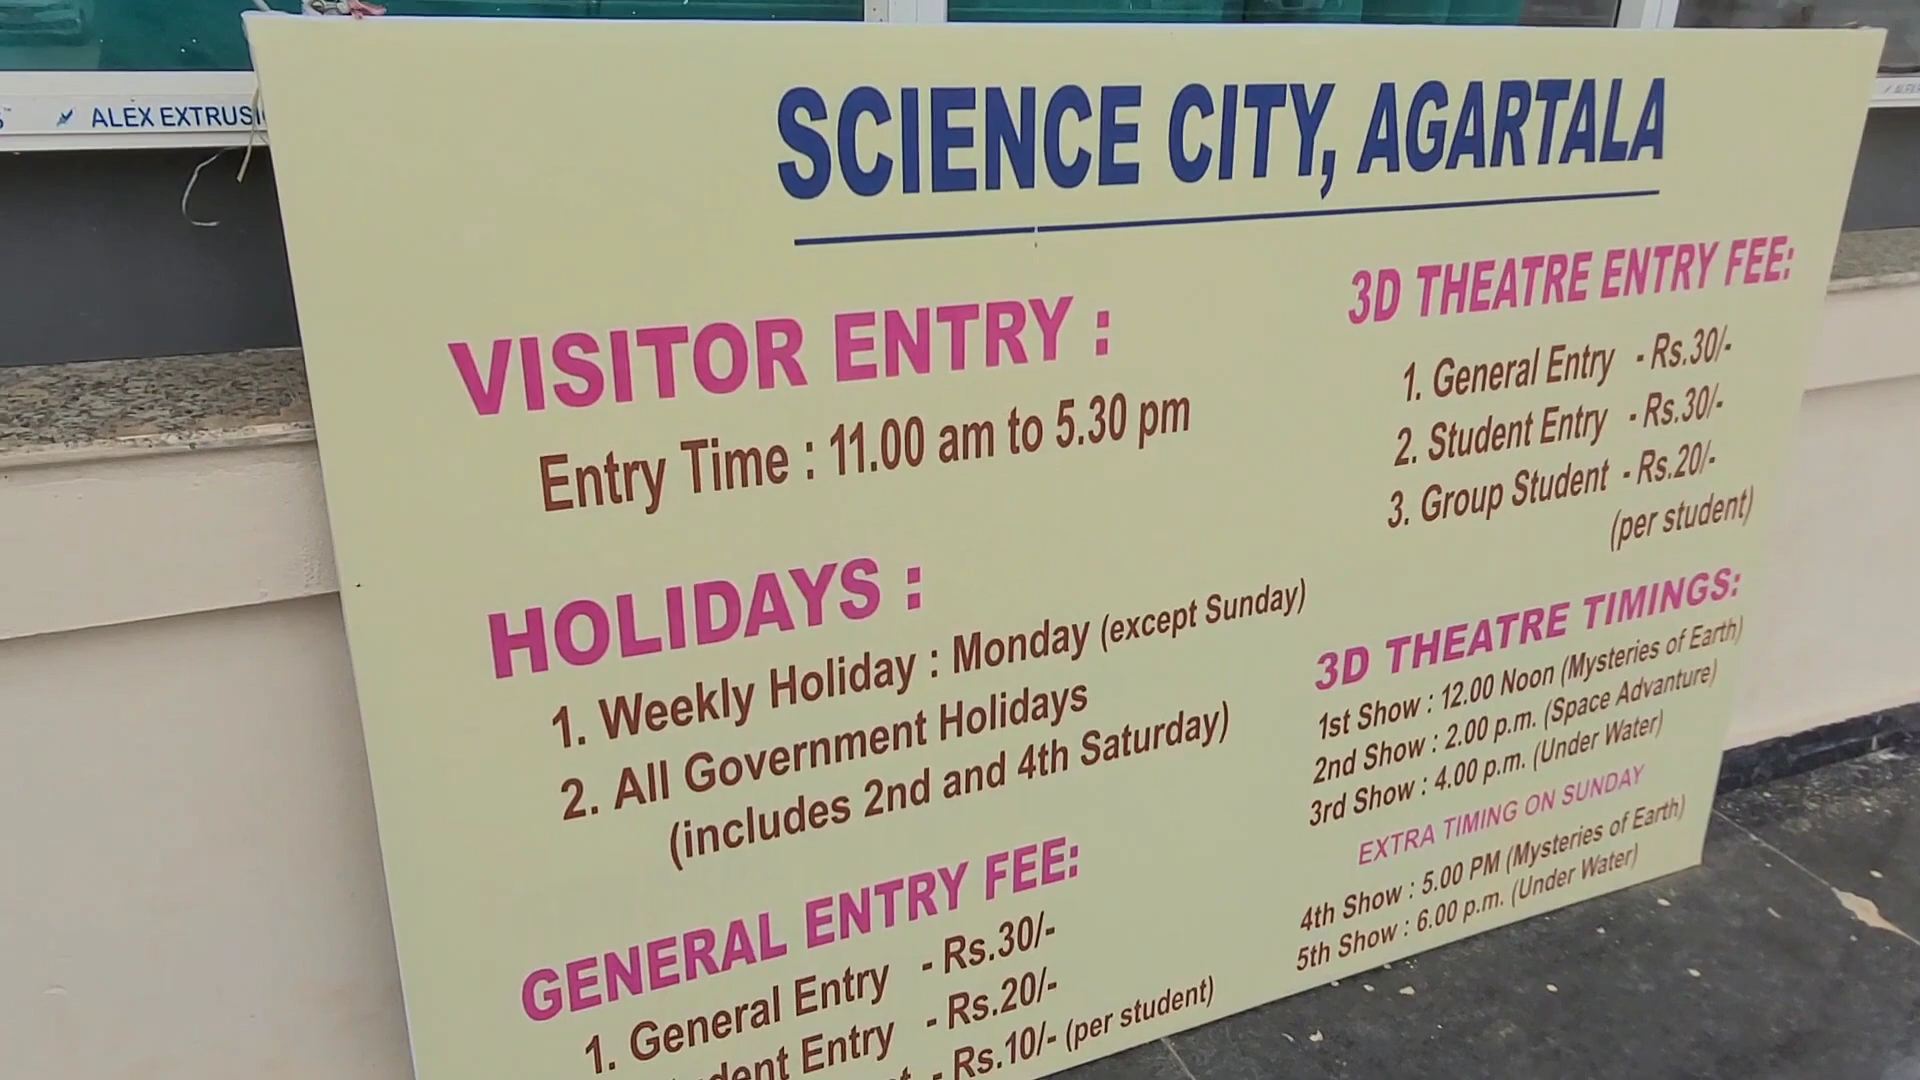 ALEX EXTRUSI
SCIENCE CITY, AGARTALA
VISITOR ENTRY :
Entry Time : 11.00 am to 5.30 pm
HOLIDAYS :
1. Weekly Holiday : Monday (except Sunday)
2. All Government Holidays
(includes 2nd and 4th Saturday)
GENERAL ENTRY FEE:
1. General Entry - Rs.30/-
dent Entry - Rs.20/-
- Rs.10/- (per student)
3D THEATRE ENTRY FEE:
1. General Entry - Rs.30/-
2. Student Entry - Rs.30/-
3. Group Student - Rs.20/-
(per student)
3D THEATRE TIMINGS:
1st Show : 12.00 Noon (Mysteries of Earth)
2nd Show : 2.00 p.m. (Space Advanture)
3rd Show : 4.00 p.m. (Under Water)
EXTRA TIMING ON SUNDAY
4th Show : 5.00 PM (Mysteries of Earth)
5th Show : 6.00 p.m. (Under Water)